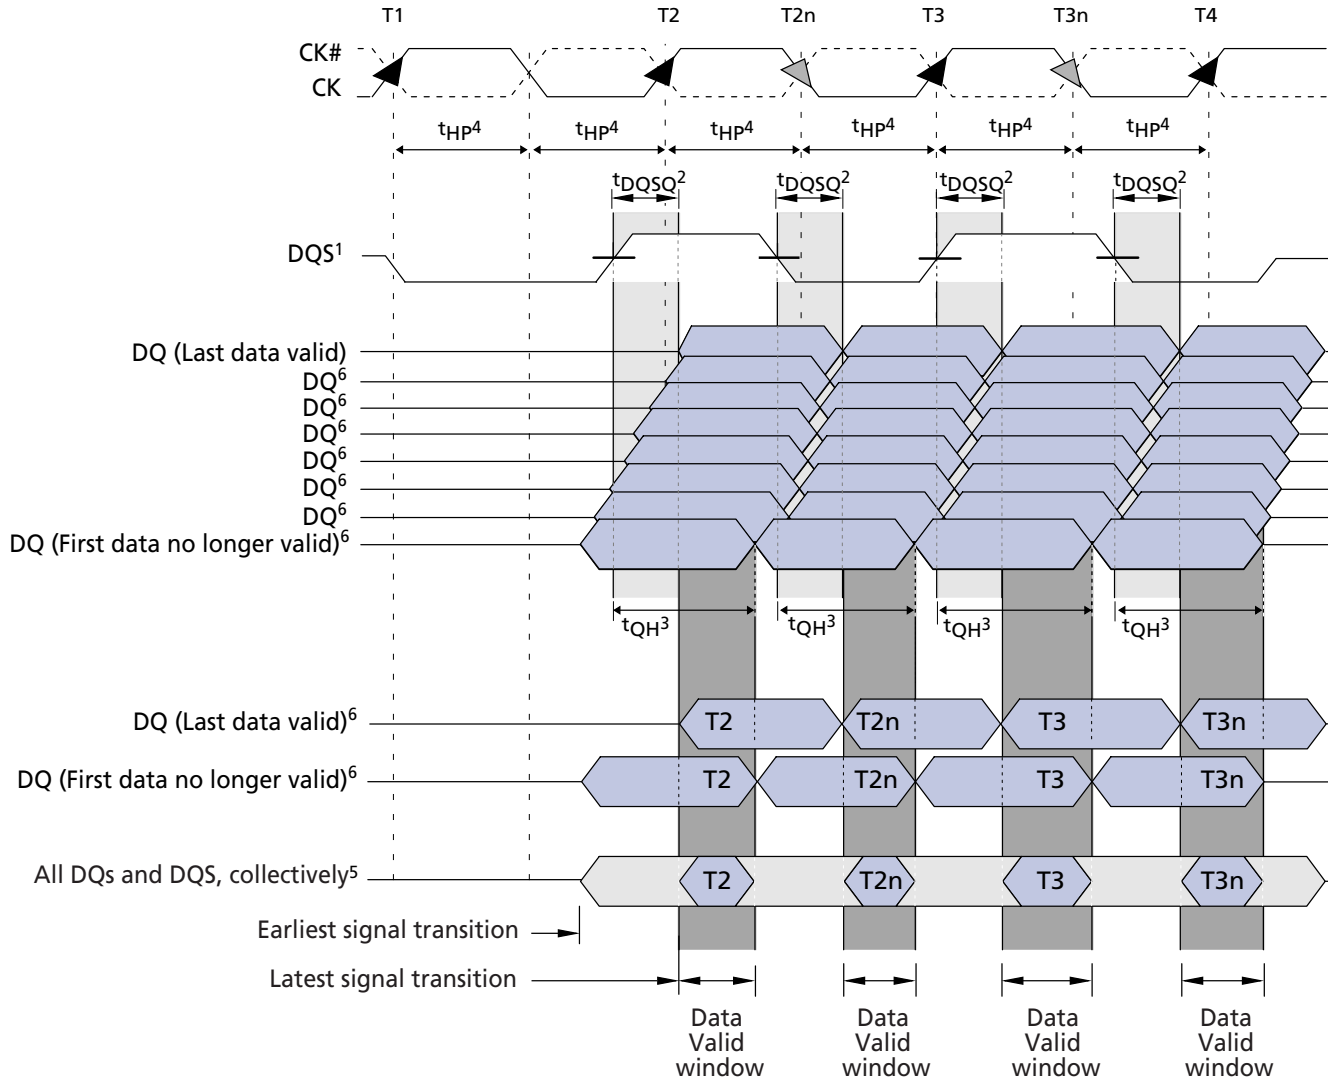 T1 T2 T2n T3 T3n T4
CK#
CK
tHP4 tHP4 tHP4 tHP4 tHP4 tHP4
tDQSQ2 tDQSQ2 tDQSQ2 tDQSQ2
DQS1
DQ (Last data valid)
DQ6
DQ6
DQ6
DQ6
DQ6
DQ6
DQ (First data no longer valid)6
tQH3 tQH3 tQH3 tQH3
DQ (Last data valid)6 T2 T2n T3 T3n
DQ (First data no longer valid)6 T2 T2n T3 T3n
All DQs and DQS, collectively5 T2 T2n T3 T3n
Earliest signal transition
Latest signal transition
Data Data Data Data
Valid Valid Valid Valid
window window window window